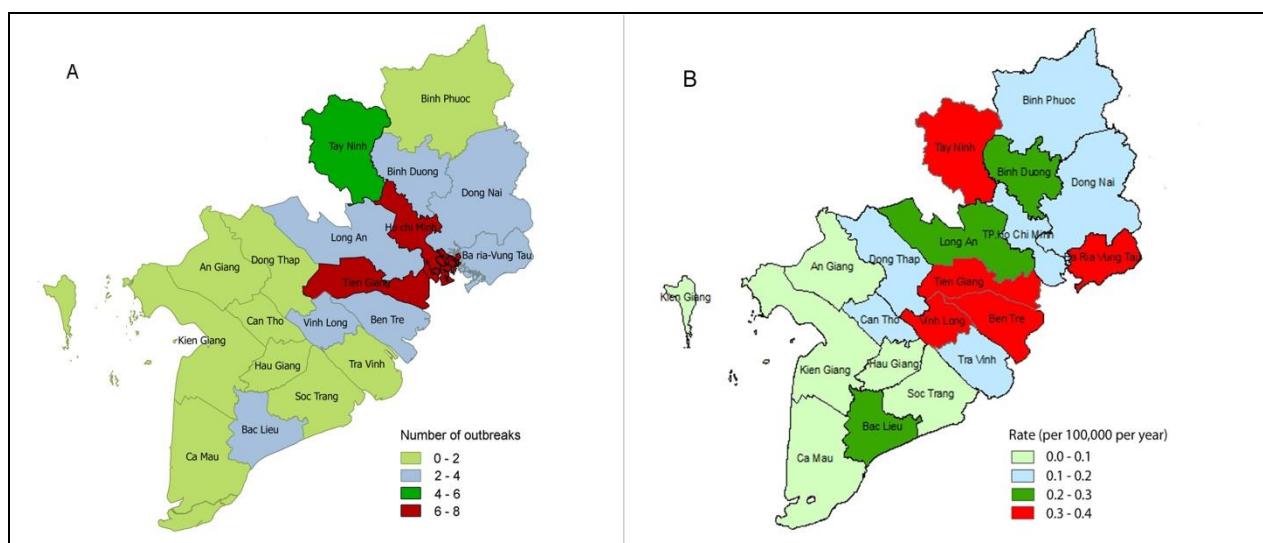 A
Binh Phuoc
Tay Ninh
Binh Duong
Dong Nai
Ho chi Minh
Long An
Ba ria-Vung Tau
An Giang
Dong Thap
Tien Giang
Can Tho
Vinh Long
Ben Tre
Kien Giang
Hau Giang
Tra Vinh
Soc Trang
Bac Lieu
Ca Mau
Number of outbreaks
0 - 2
2 - 4
4 - 6
6 - 8
B
Binh Phuoc
Tay Ninh
Binh Duong
Dong Nai
Long An
TP.Ho Chi Minh
Dong Thap
a Ria Vung Tau
An Giang
Tien Giang
Kien Giang
Can Tho
Vinh Long
Ben Tre
Tra Vinh
Kien Giang
Hau Giang
Soc Trang
Bac Lieu
Ca Mau
Rate (per 100,000 per year)
0.0 - 0.1
0.1 - 0.2
0.2 - 0.3
0.3 - 0.4